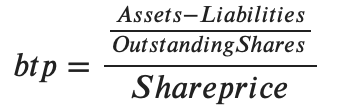 Assets−Liabilities
OutstandingShares
btp =
Shareprice